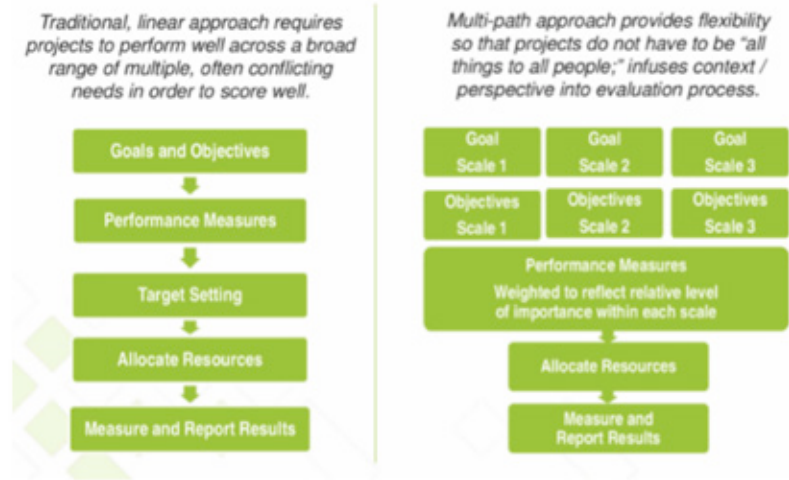 Traditional, linear approach requires
projects to perform well across a broad
range of multiple, often conflicting
needs in order to score well.
Goals and Objectives
Performance Measures
Target Setting
Allocate Resources
Measure and Report Results
Multi-path approach provides flexibility
so that projects do not have to be “all
things to all people;” infuses context /
perspective into evaluation process.
Goal
Scale 1
Goal
Scale 2
Goal
Scale 3
Objectives
Scale 1
Objectives
Scale 2
Objectives
Scale 3
Performance Measures
Weighted to reflect relative level
of importance within each scale
Allocate Resources
Measure and
Report Results